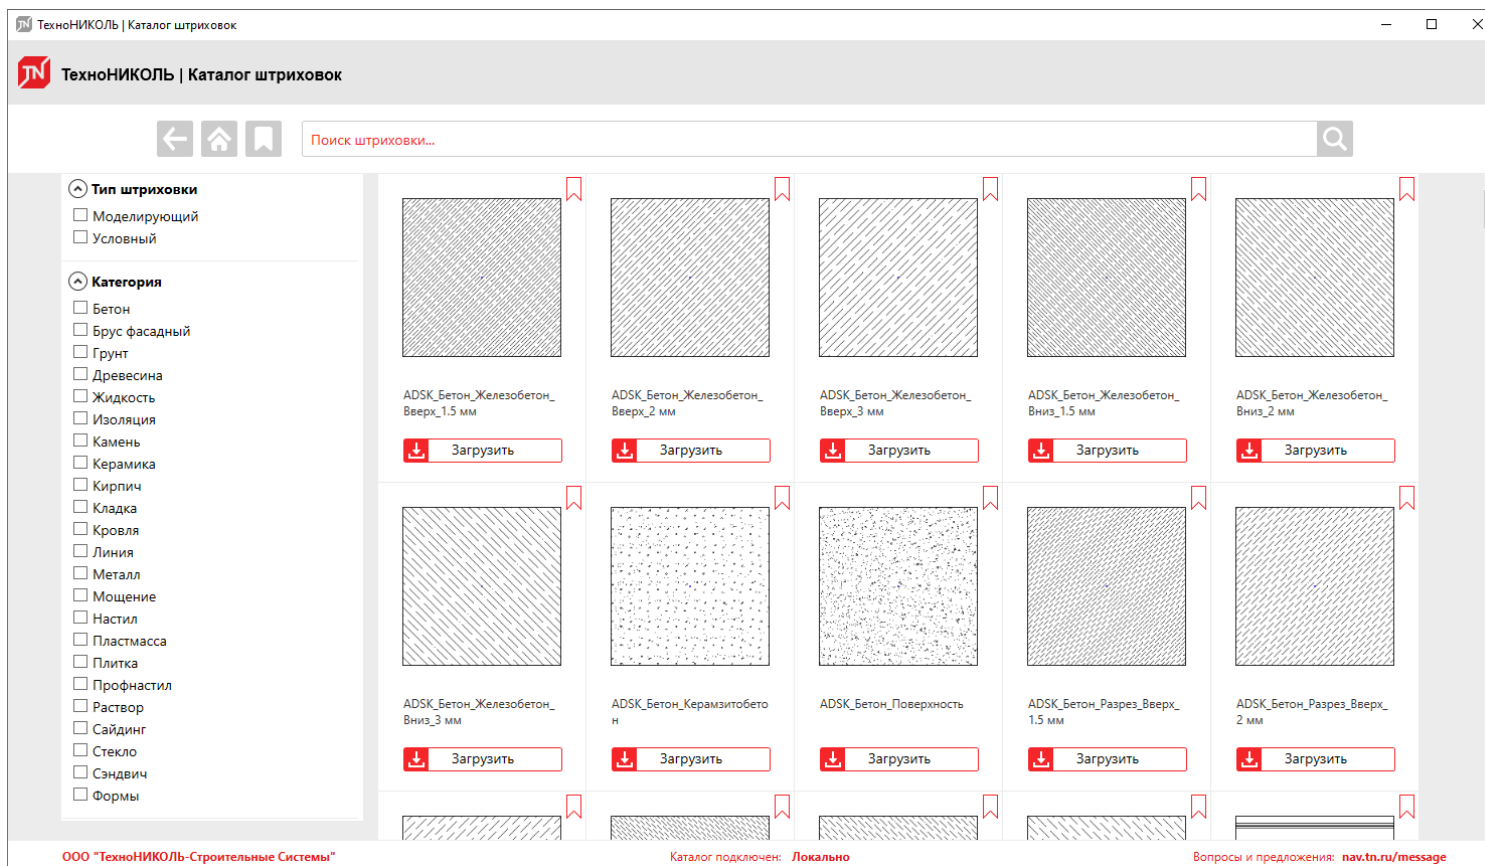 ТехноНИКОЛЬ | Каталог штриховок
ТехноНИКОЛЬ | Каталог штриховок
Поиск штриховки...
Тип штриховки
Моделирующий
Условный
Категория
Бетон
Брус фасадный
Грунт
Древесина
Жидкость
Изоляция
Камень
Керамика
Кирпич
Кладка
Кровля
Линия
Металл
Мощение
Настил
Пластмасса
Плитка
Профнастил
Раствор
Сайдинг
Стекло
Сэндвич
Формы
ADSK_Бетон_Железобетон_
Вверх_1.5 мм
Загрузить
ADSK_Бетон_Железобетон_
Вверх_2 мм
Загрузить
ADSK_Бетон_Железобетон_
Вверх_3 мм
Загрузить
ADSK_Бетон_Железобетон_
Вниз_1.5 мм
Загрузить
ADSK_Бетон_Железобетон_
Вниз_2 мм
Загрузить
ADSK_Бетон_Железобетон_
Вниз_3 мм
Загрузить
ADSK_Бетон_Керамзитобето
н
Загрузить
ADSK_Бетон_Поверхность
Загрузить
ADSK_Бетон_Разрез_Вверх_
1.5 мм
Загрузить
ADSK_Бетон_Разрез_Вверх_
2 мм
Загрузить
ООО "ТехноНИКОЛЬ-Строительные Системы"
Каталог подключен: Локально
Вопросы и предложения: nav.tn.ru/message